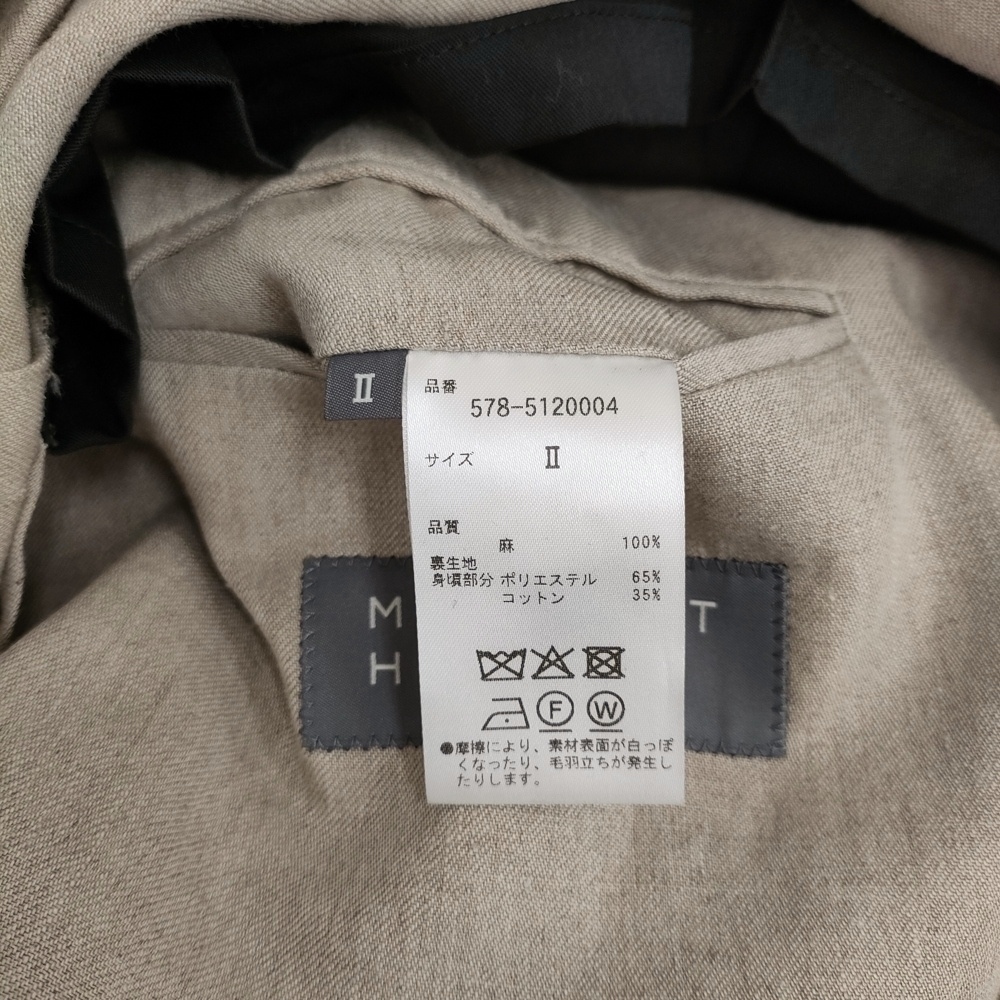 Ⅱ
品番
578-5120004
サイズ Ⅱ
品質
麻 100%
裏生地
身頃部分 ポリエステル 65%
コットン 35%
M T
H
F W
●摩擦により、素材表面が白っぽ
くなったり、毛羽立ちが発生し
たりします。